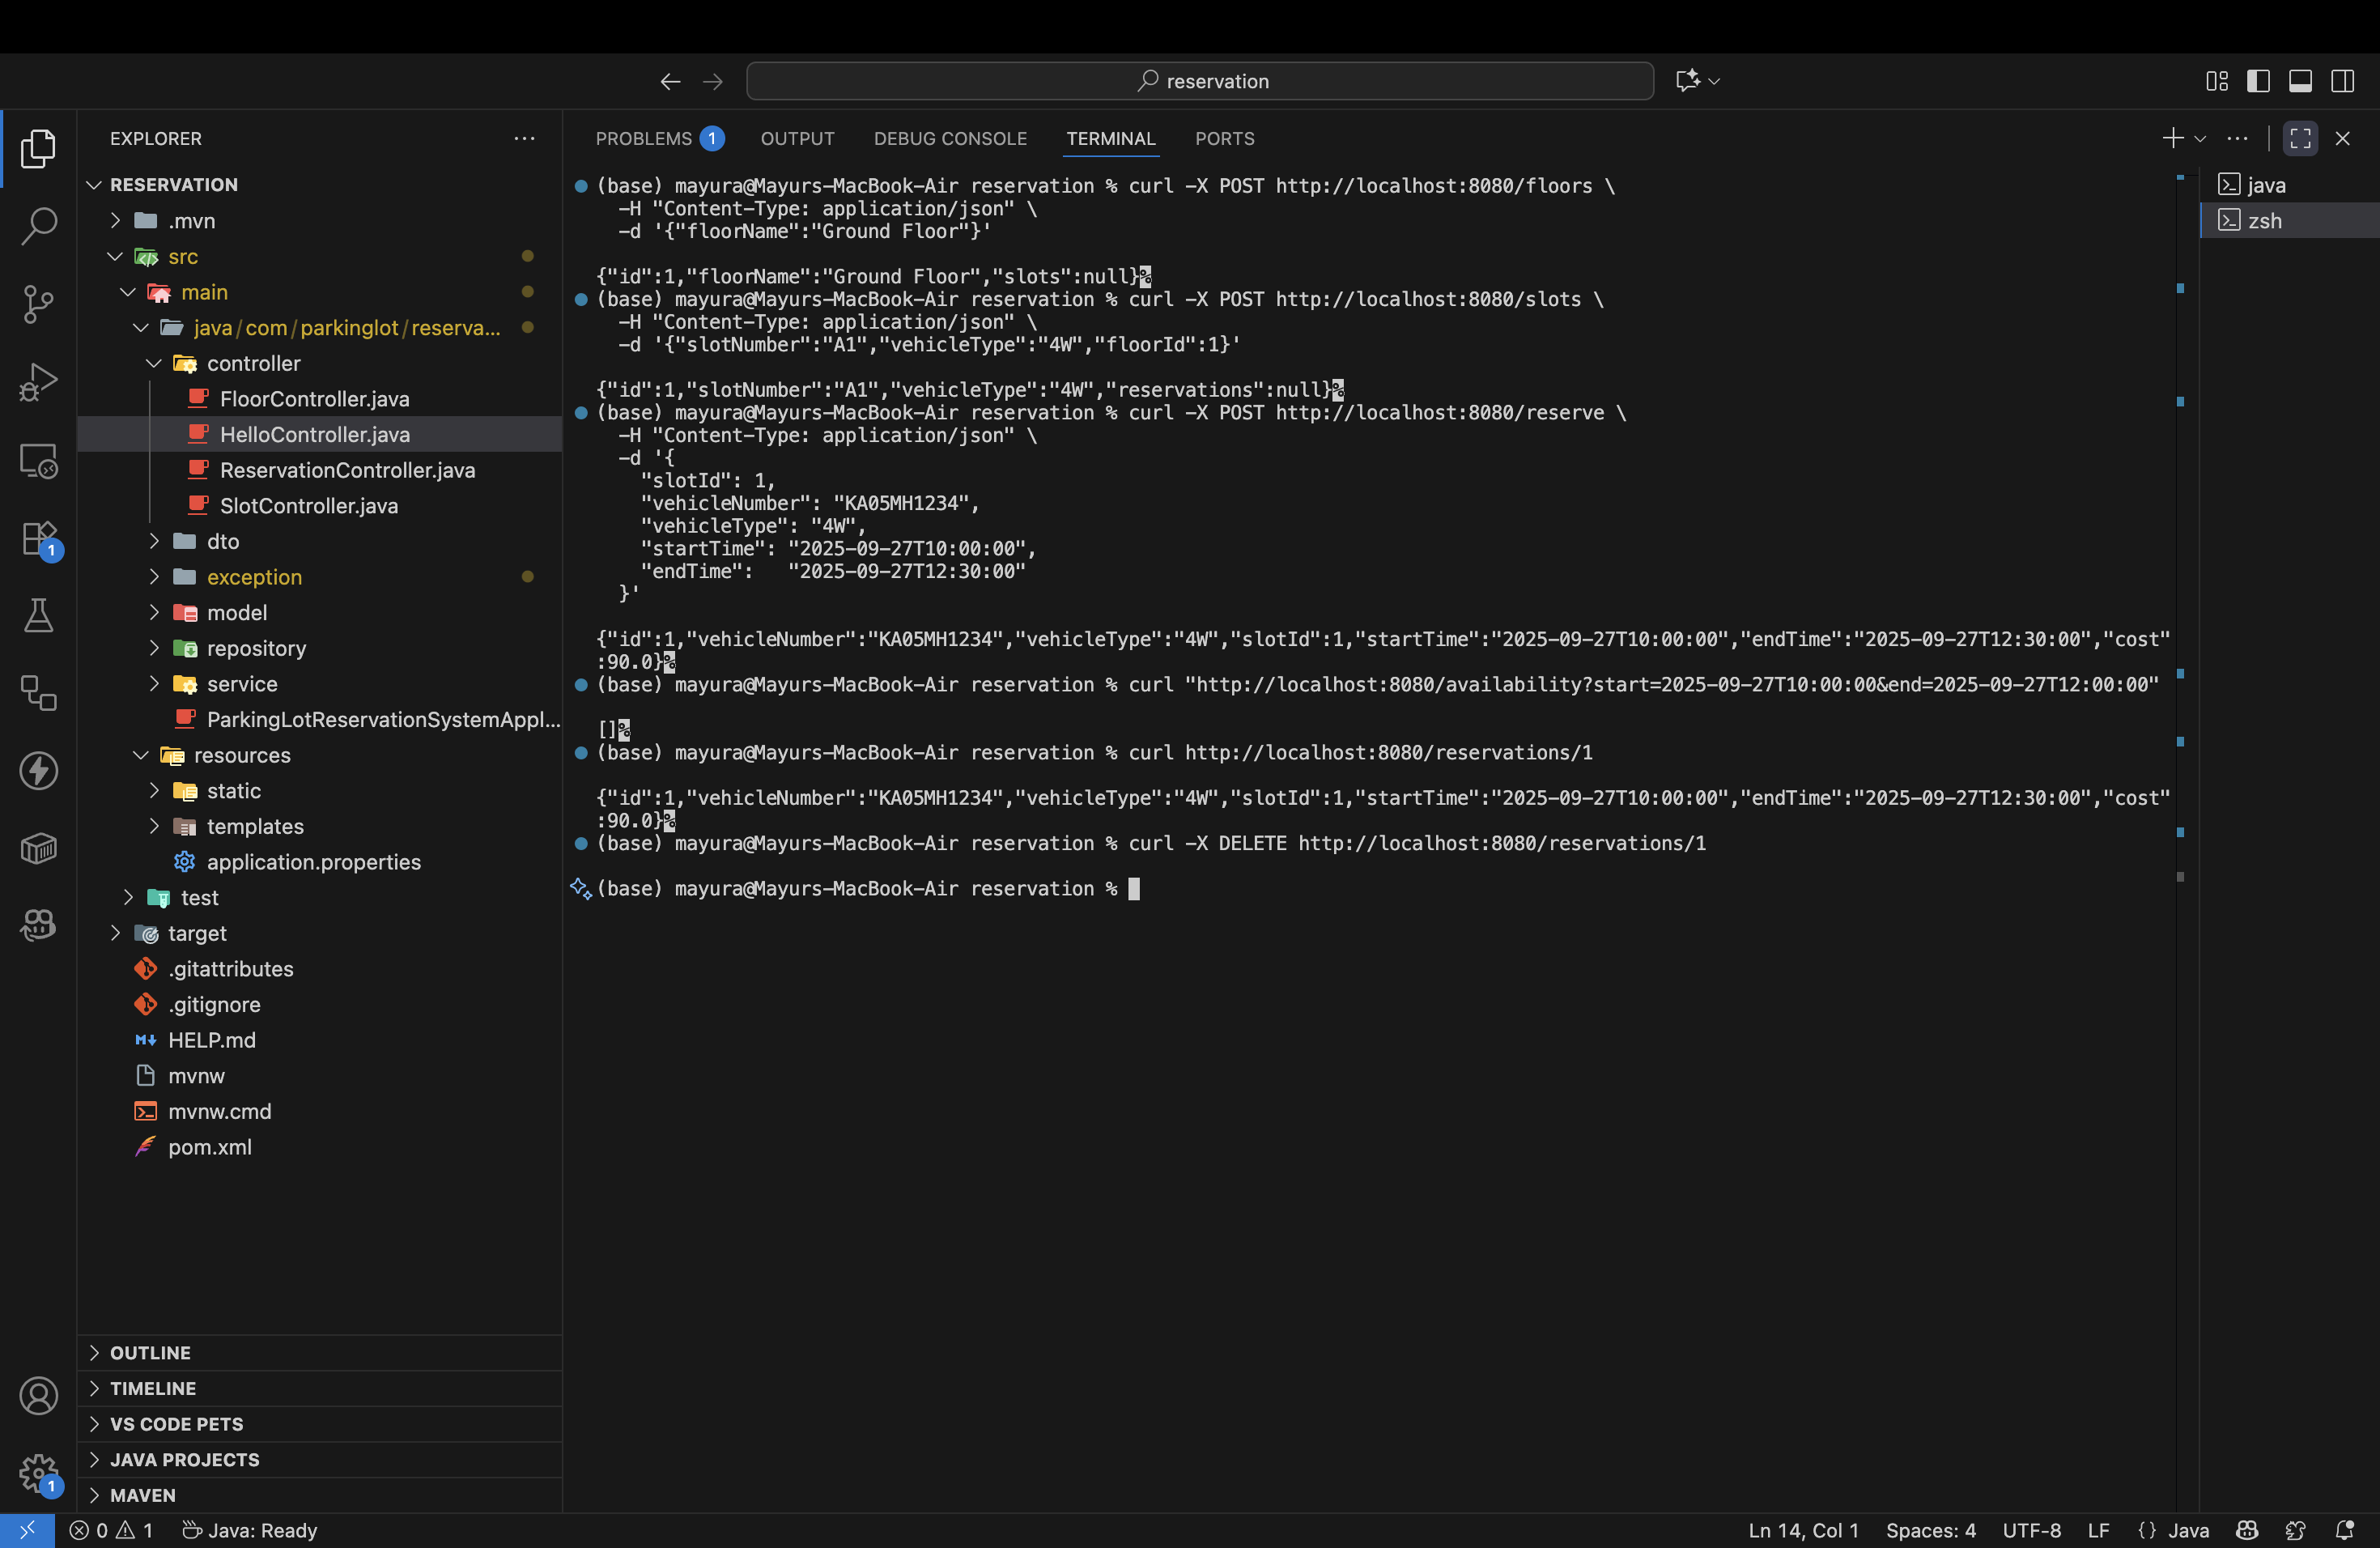 reservation
EXPLORER
RESERVATION
.mvn
src
main
java/com/parkinglot/reserva...
controller
FloorController.java
HelloController.java
ReservationController.java
SlotController.java
dto
exception
model
repository
service
ParkingLotReservationSystemAppl...
resources
static
templates
application.properties
test
target
.gitattributes
.gitignore
HELP.md
mvnw
mvnw.cmd
pom.xml
OUTLINE
TIMELINE
VS CODE PETS
JAVA PROJECTS
MAVEN
1
1
PROBLEMS 1 OUTPUT DEBUG CONSOLE TERMINAL PORTS
(base) mayura@Mayurs-MacBook-Air reservation % curl -X POST http://localhost:8080/floors \
-H "Content-Type: application/json" \
-d '{"floorName":"Ground Floor"}'
{"id":1,"floorName":"Ground Floor","slots":null}%
(base) mayura@Mayurs-MacBook-Air reservation % curl -X POST http://localhost:8080/slots \
-H "Content-Type: application/json" \
-d '{"slotNumber":"A1","vehicleType":"4W","floorId":1}'
{"id":1,"slotNumber":"A1","vehicleType":"4W","reservations":null}%
(base) mayura@Mayurs-MacBook-Air reservation % curl -X POST http://localhost:8080/reserve \
-H "Content-Type: application/json" \
-d '{
"slotId": 1,
"vehicleNumber": "KA05MH1234",
"vehicleType": "4W",
"startTime": "2025-09-27T10:00:00",
"endTime":   "2025-09-27T12:30:00"
}'
{"id":1,"vehicleNumber":"KA05MH1234","vehicleType":"4W","slotId":1,"startTime":"2025-09-27T10:00:00","endTime":"2025-09-27T12:30:00","cost"
:90.0}%
(base) mayura@Mayurs-MacBook-Air reservation % curl "http://localhost:8080/availability?start=2025-09-27T10:00:00&end=2025-09-27T12:00:00"
[]%
(base) mayura@Mayurs-MacBook-Air reservation % curl http://localhost:8080/reservations/1
{"id":1,"vehicleNumber":"KA05MH1234","vehicleType":"4W","slotId":1,"startTime":"2025-09-27T10:00:00","endTime":"2025-09-27T12:30:00","cost"
:90.0}%
(base) mayura@Mayurs-MacBook-Air reservation % curl -X DELETE http://localhost:8080/reservations/1
(base) mayura@Mayurs-MacBook-Air reservation %
java
zsh
0 1 Java: Ready
Ln 14, Col 1 Spaces: 4 UTF-8 LF {} Java